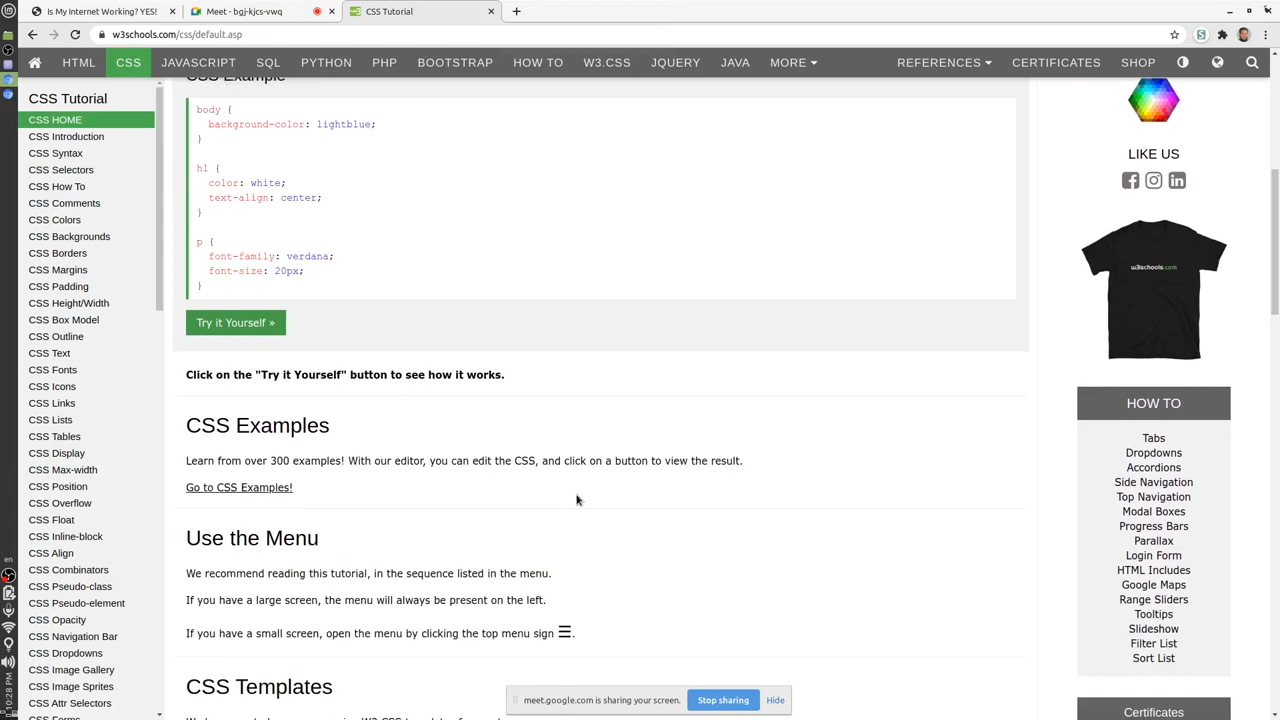 Is My Internet Working? YES!
Meet - bgj-kjcs-vwq
CSS Tutorial
w3schools.com/css/default.asp
HTML CSS JAVASCRIPT SQL PYTHON PHP BOOTSTRAP HOW TO W3.CSS JQUERY JAVA MORE REFERENCES CERTIFICATES SHOP
CSS Tutorial
CSS HOME
CSS Introduction
CSS Syntax
CSS Selectors
CSS How To
CSS Comments
CSS Colors
CSS Backgrounds
CSS Borders
CSS Margins
CSS Padding
CSS Height/Width
CSS Box Model
CSS Outline
CSS Text
CSS Fonts
CSS Icons
CSS Links
CSS Lists
CSS Tables
CSS Display
CSS Max-width
CSS Position
CSS Overflow
CSS Float
CSS Inline-block
CSS Align
CSS Combinators
CSS Pseudo-class
CSS Pseudo-element
CSS Opacity
CSS Navigation Bar
CSS Dropdowns
CSS Image Gallery
CSS Image Sprites
CSS Attr Selectors
CSS Forms
CSS Example
body {
background-color: lightblue;
}
h1 {
color: white;
text-align: center;
}
p {
font-family: verdana;
font-size: 20px;
}
Try it Yourself »
Click on the "Try it Yourself" button to see how it works.
CSS Examples
Learn from over 300 examples! With our editor, you can edit the CSS, and click on a button to view the result.
Go to CSS Examples!
Use the Menu
We recommend reading this tutorial, in the sequence listed in the menu.
If you have a large screen, the menu will always be present on the left.
If you have a small screen, open the menu by clicking the top menu sign ☰.
CSS Templates
LIKE US
w3schools.com
HOW TO
Tabs
Dropdowns
Accordions
Side Navigation
Top Navigation
Modal Boxes
Progress Bars
Parallax
Login Form
HTML Includes
Google Maps
Range Sliders
Tooltips
Slideshow
Filter List
Sort List
Certificates
meet.google.com is sharing your screen.
Stop sharing
Hide
en
10:28 PM